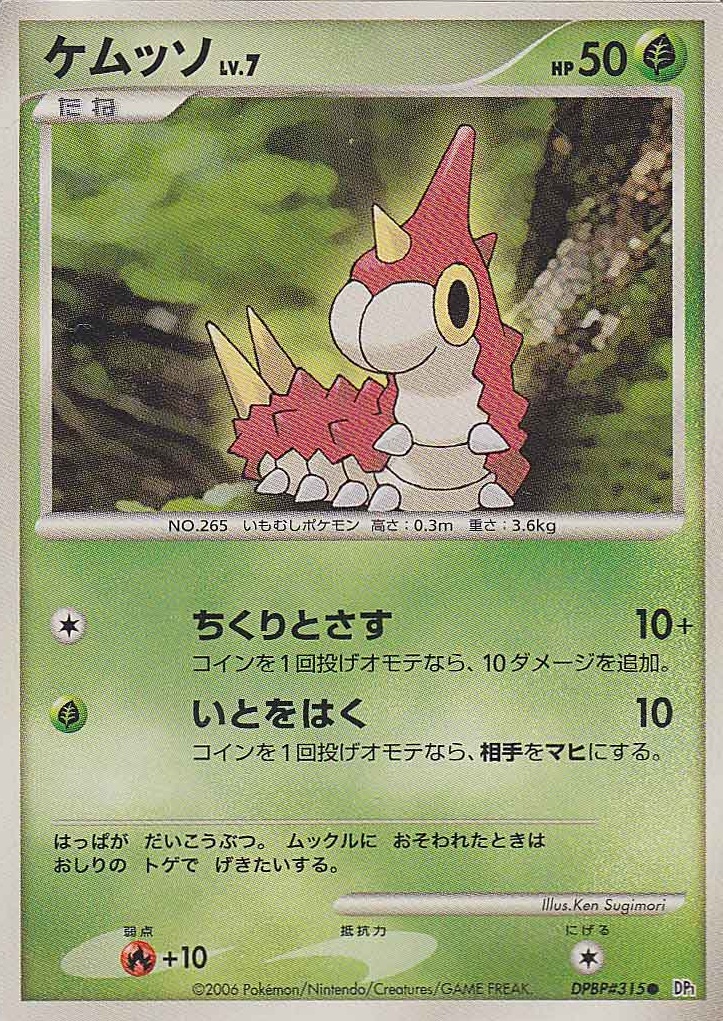 ケムッソ LV.7 HP 50
たね
NO.265 いもむしポケモン 高さ：0.3m 重さ：3.6kg
ちくりとさす 10+
コインを1回投げオモテなら、10ダメージを追加。
いとをはく 10
コインを1回投げオモテなら、相手をマヒにする。
はっぱが だいこうぶつ。 ムックルに おそわれたときは
おしりの トゲで げきたいする。
Illus.Ken Sugimori
弱点 抵抗力 にげる
+10
©2006 Pokémon/Nintendo/Creatures/GAME FREAK. DPBP#315● DP1